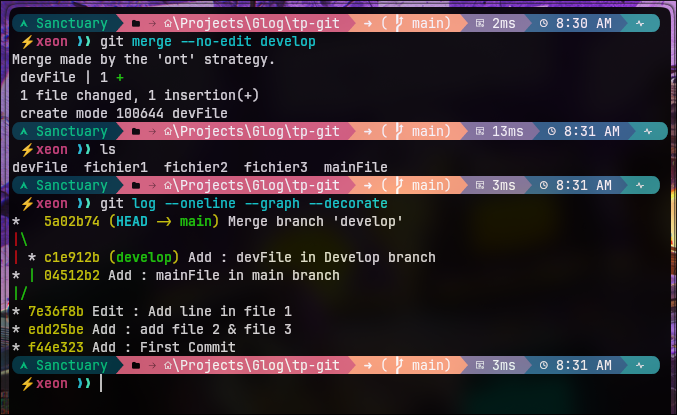 Sanctuary → \Projects\Glog\tp-git → ( main) 2ms 8:30 AM
⚡xeon ❯❯ git merge --no-edit develop
Merge made by the 'ort' strategy.
devFile | 1 +
1 file changed, 1 insertion(+)
create mode 100644 devFile
Sanctuary → \Projects\Glog\tp-git → ( main) 13ms 8:31 AM
⚡xeon ❯❯ ls
devFile  fichier1  fichier2  fichier3  mainFile
Sanctuary → \Projects\Glog\tp-git → ( main) 3ms 8:31 AM
⚡xeon ❯❯ git log --oneline --graph --decorate
*   5a02b74 (HEAD -> main) Merge branch 'develop'
|\
| * c1e912b (develop) Add : devFile in Develop branch
* | 04512b2 Add : mainFile in main branch
|/
* 7e36f8b Edit : Add line in file 1
* edd25be Add : add file 2 & file 3
* f44e323 Add : First Commit
Sanctuary → \Projects\Glog\tp-git → ( main) 3ms 8:31 AM
⚡xeon ❯❯